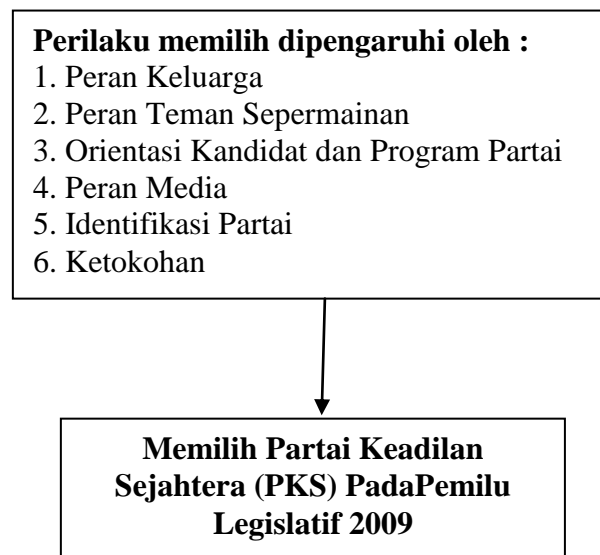 Perilaku memilih dipengaruhi oleh :
1. Peran Keluarga
2. Peran Teman Sepermainan
3. Orientasi Kandidat dan Program Partai
4. Peran Media
5. Identifikasi Partai
6. Ketokohan
Memilih Partai Keadilan
Sejahtera (PKS) PadaPemilu
Legislatif 2009